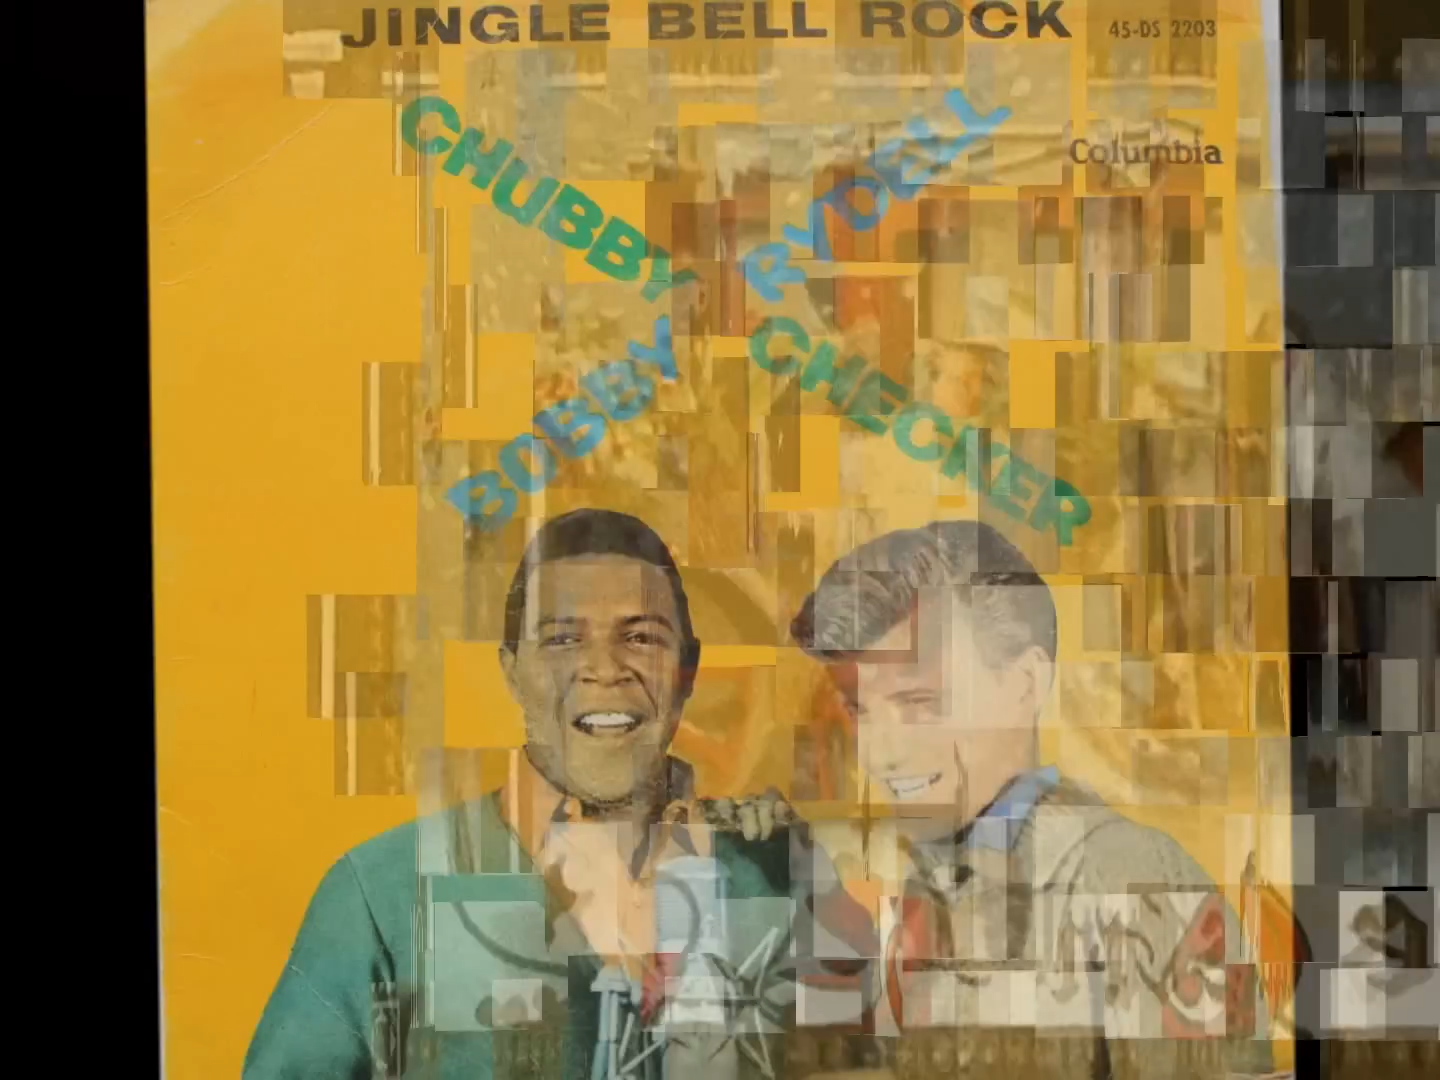 JINGLE BELL ROCK
45-DS 2203
Columbia
CHUBBY CHECKER
BOBBY RYDELL